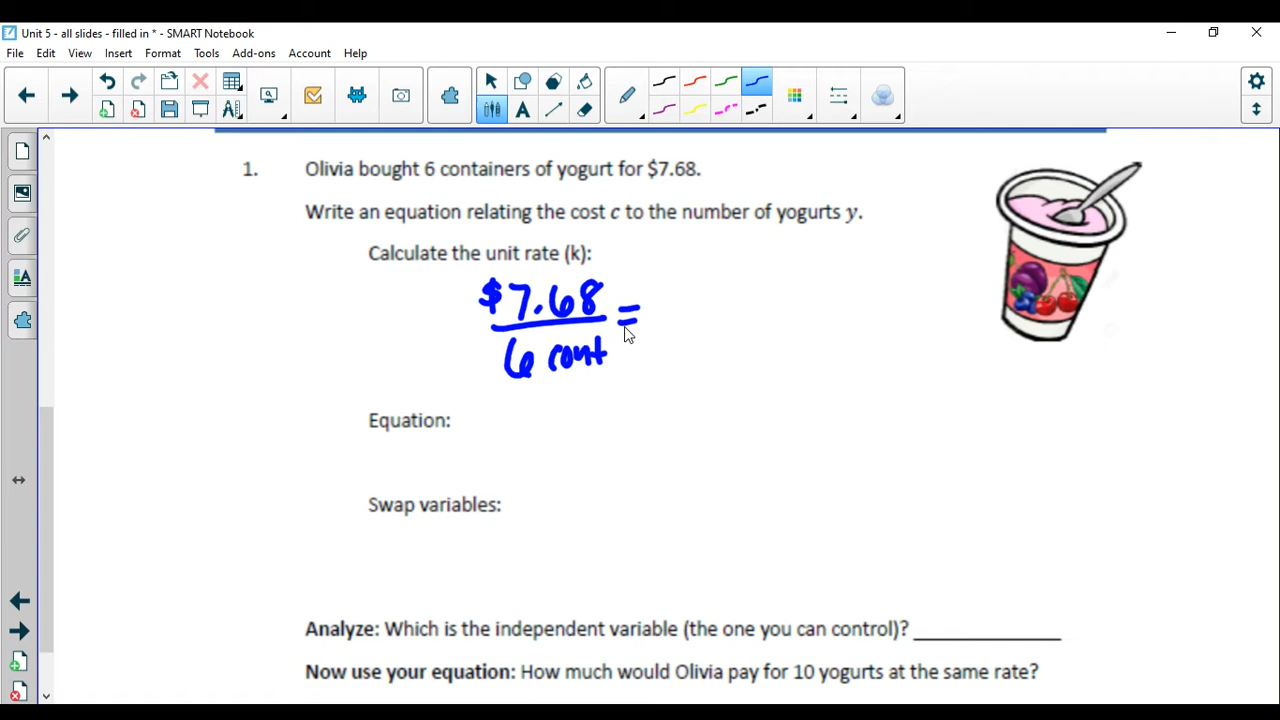 Unit 5 - all slides - filled in * - SMART Notebook
File Edit View Insert Format Tools Add-ons Account Help
1. Olivia bought 6 containers of yogurt for $7.68.
Write an equation relating the cost c to the number of yogurts y.
Calculate the unit rate (k):
$7.68 =
6 cont
Equation:
Swap variables:
Analyze: Which is the independent variable (the one you can control)? ______________
Now use your equation: How much would Olivia pay for 10 yogurts at the same rate?